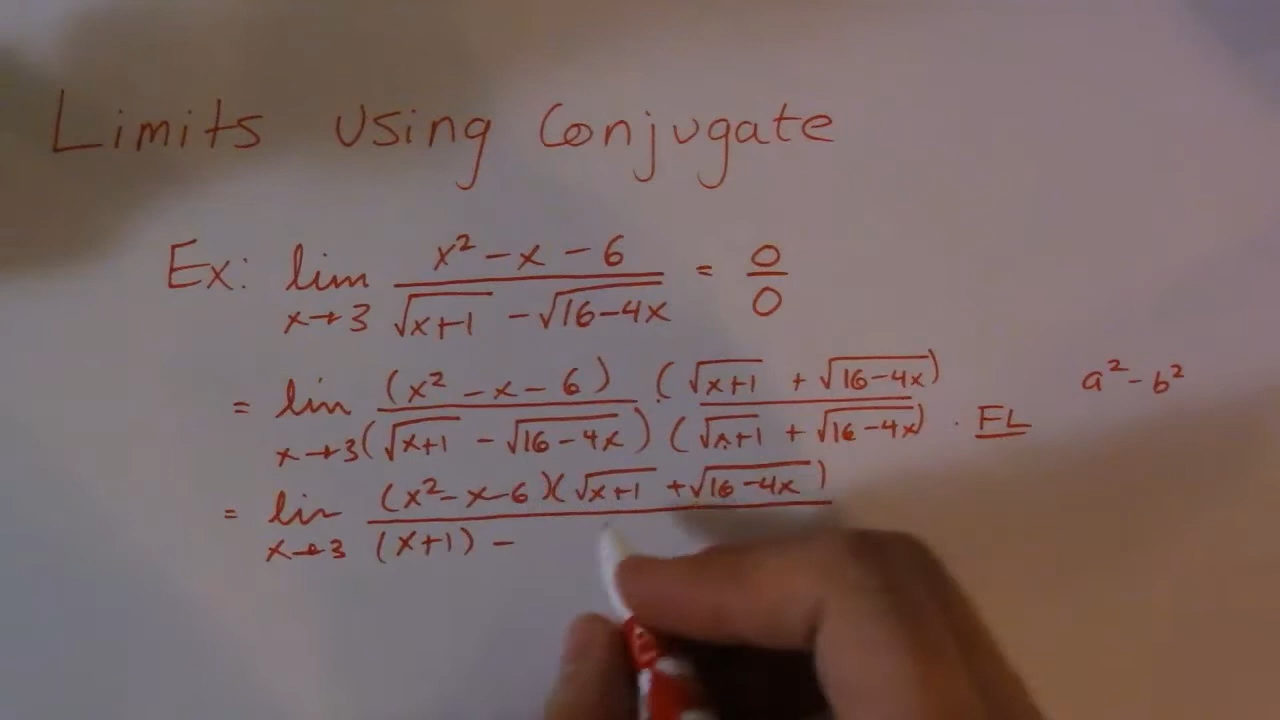 Limits using Conjugate
Ex: lim x→3 (x² - x - 6)/(√(x+1) - √(16-4x)) = 0/0
= lim x→3 (x² - x - 6)/(√(x+1) - √(16-4x)) · (√(x+1) + √(16-4x))/(√(x+1) + √(16-4x)) · FL a² - b²
= lim x→3 (x² - x - 6)(√(x+1) + √(16-4x))/(x+1) -